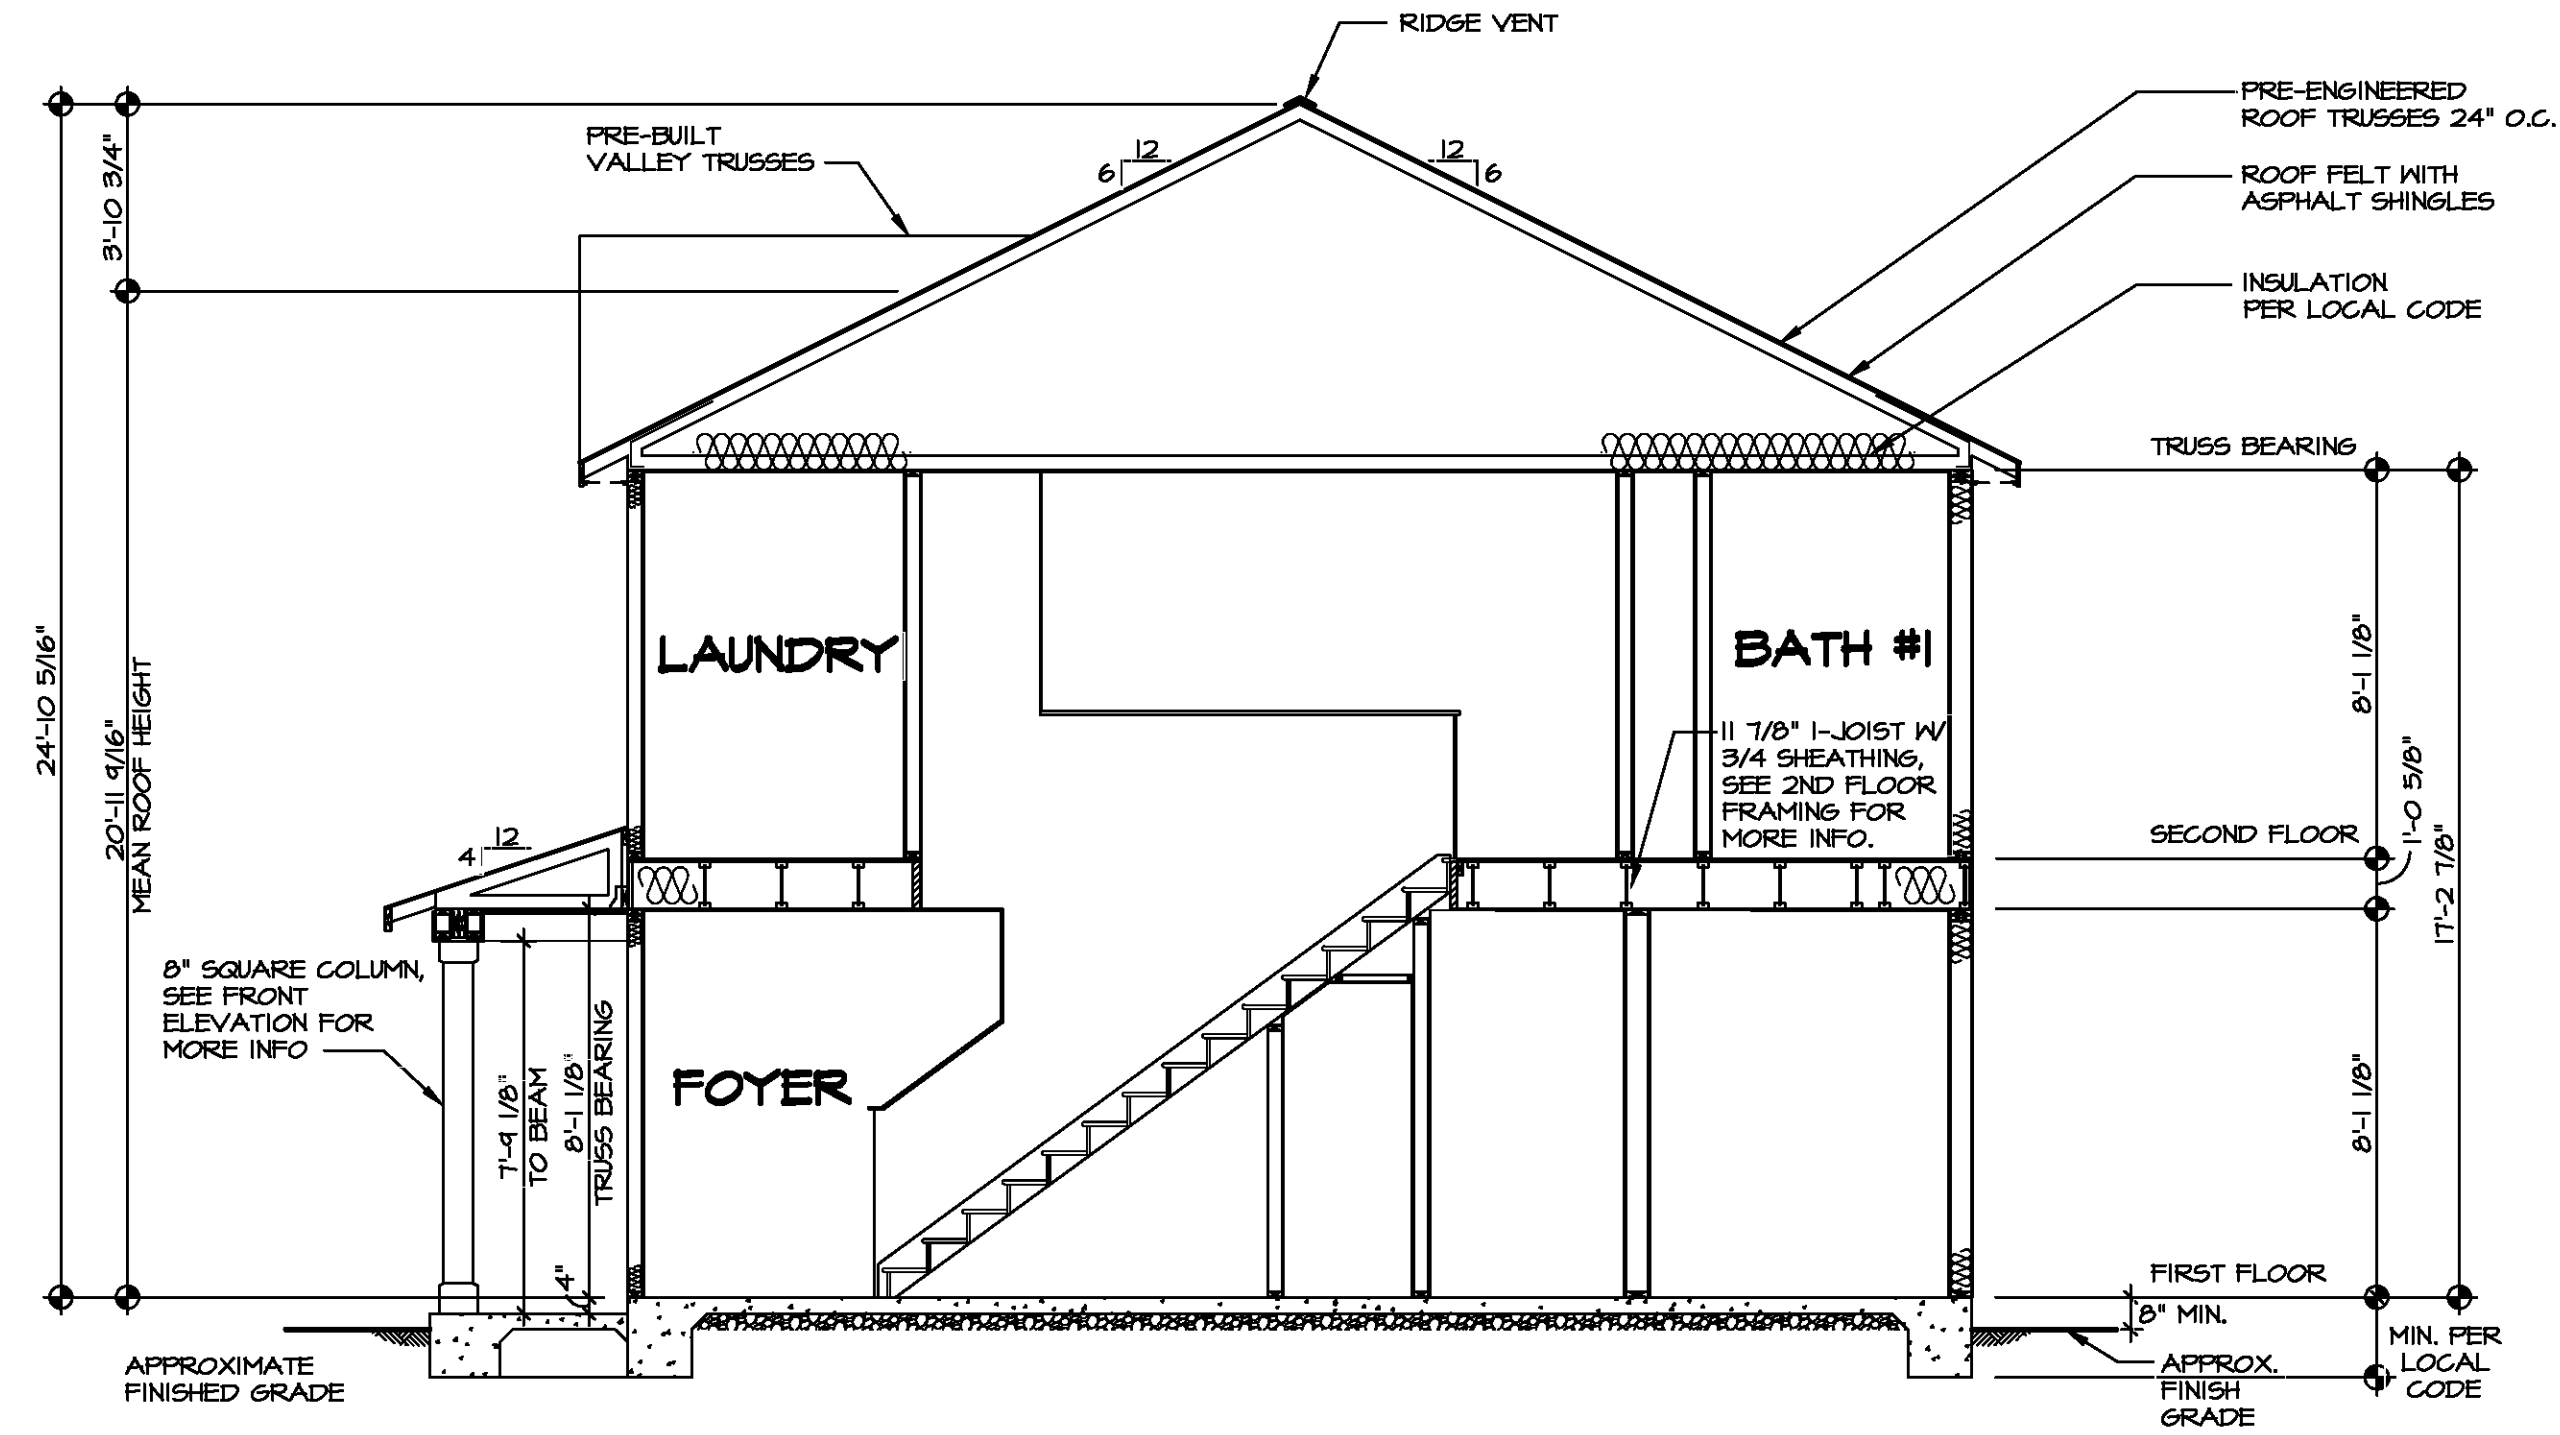 RIDGE VENT
PRE-ENGINEERED
ROOF TRUSSES 24" O.C.
PRE-BUILT
VALLEY TRUSSES
12
6
12
6
ROOF FELT WITH
ASPHALT SHINGLES
INSULATION
PER LOCAL CODE
3'-10 3/4"
TRUSS BEARING
24'-10 5/16"
20'-11 9/16"
MEAN ROOF HEIGHT
LAUNDRY
BATH #1
8'-1 1/8"
11 7/8" I-JOIST W/
3/4 SHEATHING,
SEE 2ND FLOOR
FRAMING FOR
MORE INFO.
12
4
SECOND FLOOR
1'-0 5/8"
17'-2 7/8"
8" SQUARE COLUMN,
SEE FRONT
ELEVATION FOR
MORE INFO
7'-9 1/8"
TO BEAM
8'-1 1/8"
TRUSS BEARING
FOYER
8'-1 1/8"
4"
FIRST FLOOR
8" MIN.
MIN. PER
LOCAL
CODE
APPROXIMATE
FINISHED GRADE
APPROX.
FINISH
GRADE